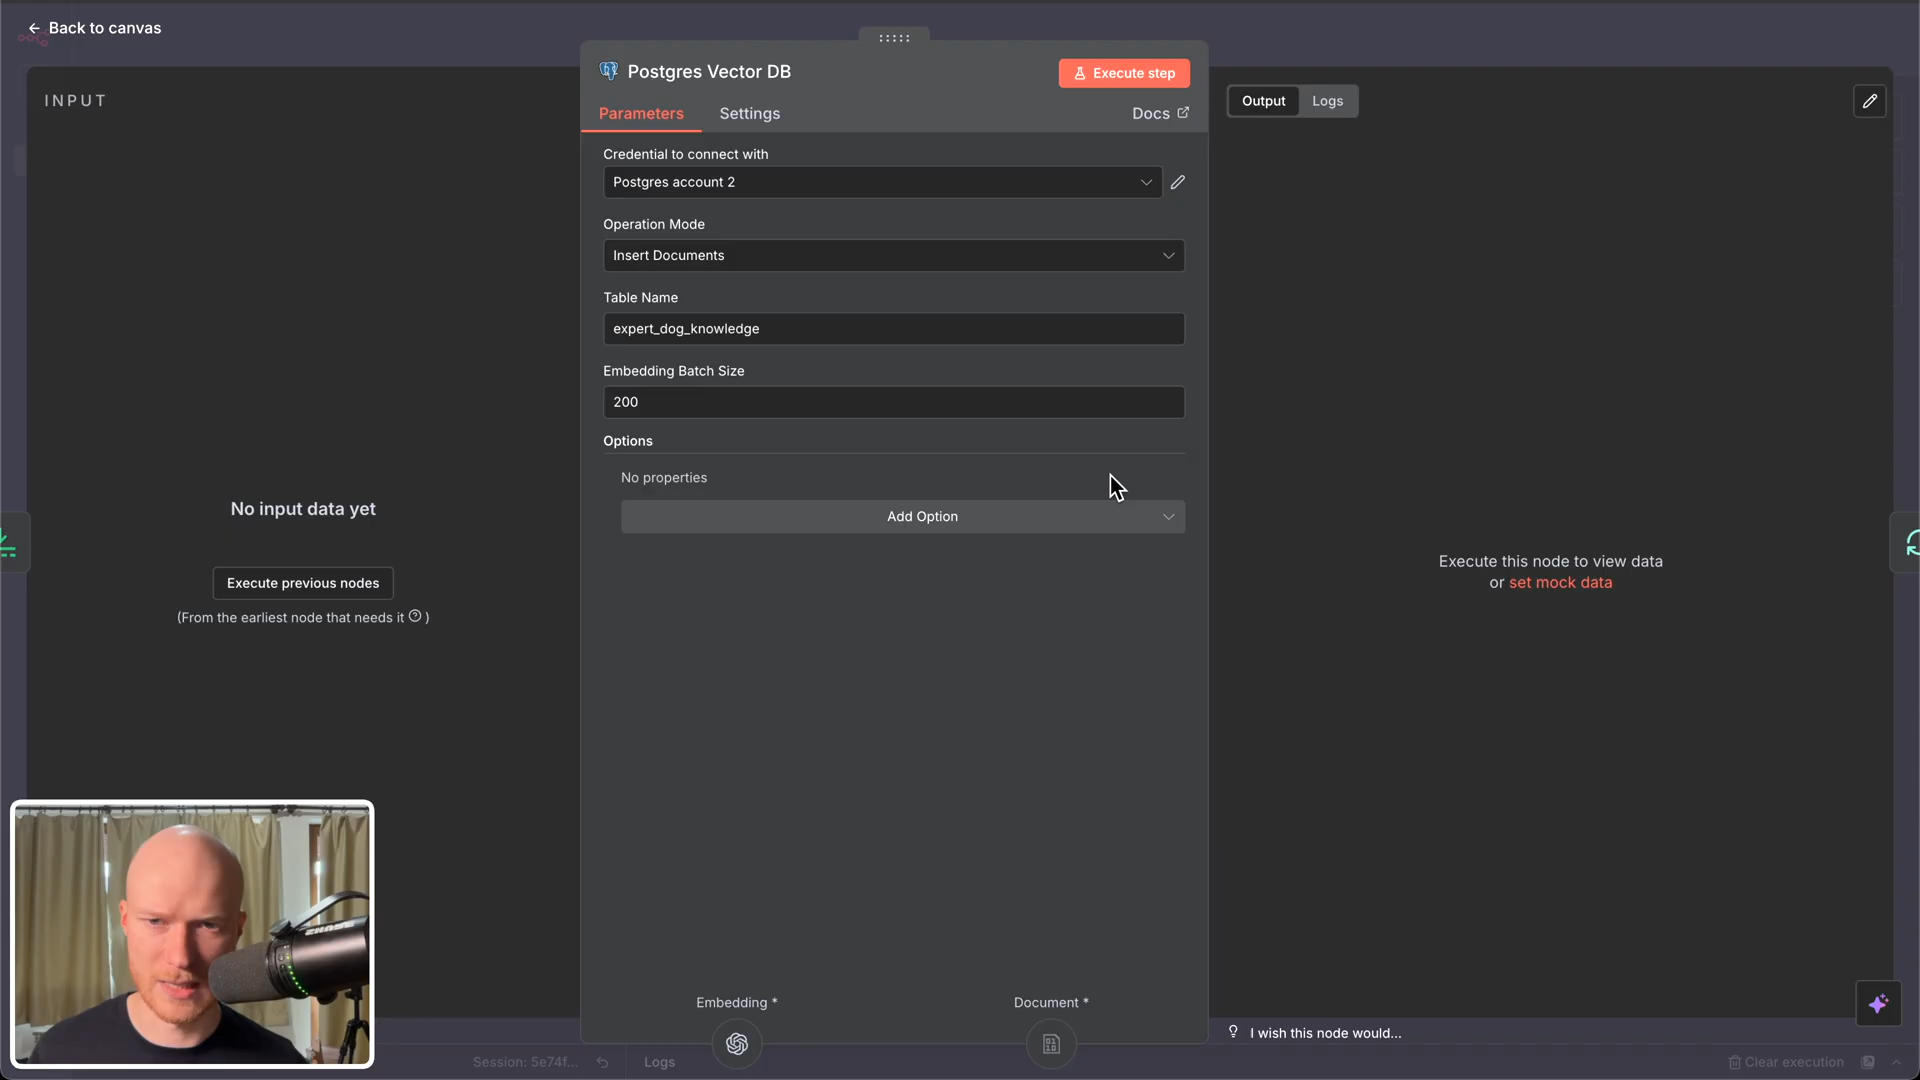 Back to canvas
INPUT
No input data yet
Execute previous nodes
(From the earliest node that needs it ? )
Postgres Vector DB
Execute step
Parameters
Settings
Docs
Credential to connect with
Postgres account 2
Operation Mode
Insert Documents
Table Name
expert_dog_knowledge
Embedding Batch Size
200
Options
No properties
Add Option
Embedding *
Document *
Output
Logs
Execute this node to view data
or set mock data
I wish this node would...
Session: 5e74f...
Logs
Clear execution